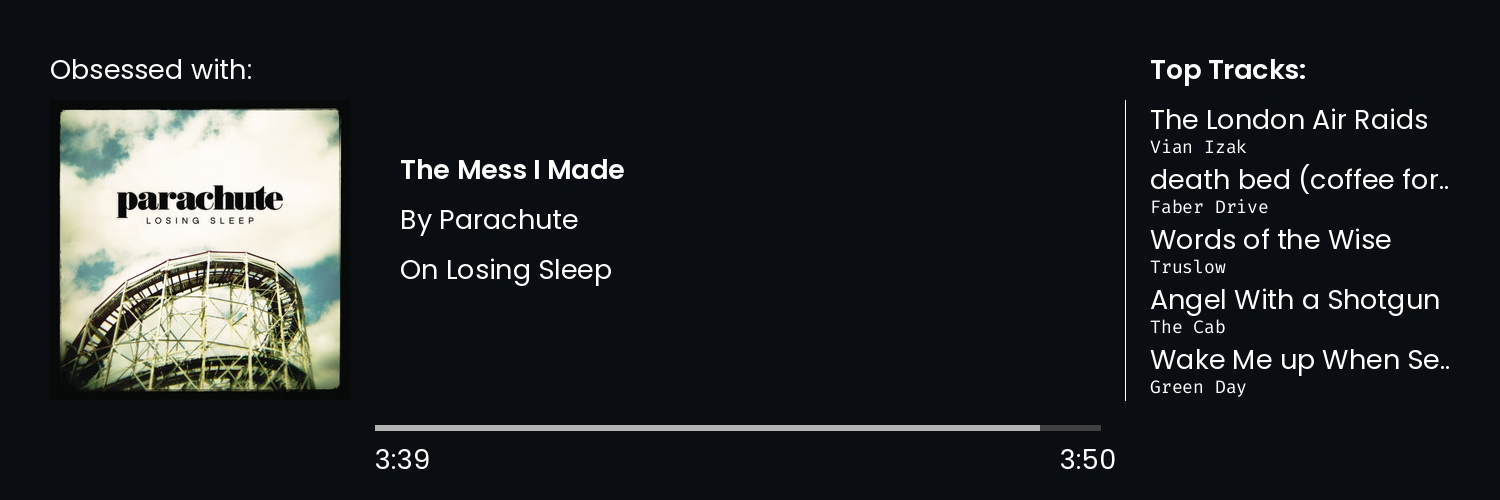 Obsessed with:
parachute
LOSING SLEEP
The Mess I Made
By Parachute
On Losing Sleep
3:39
3:50
Top Tracks:
The London Air Raids
Vian Izak
death bed (coffee for..
Faber Drive
Words of the Wise
Truslow
Angel With a Shotgun
The Cab
Wake Me up When Se..
Green Day